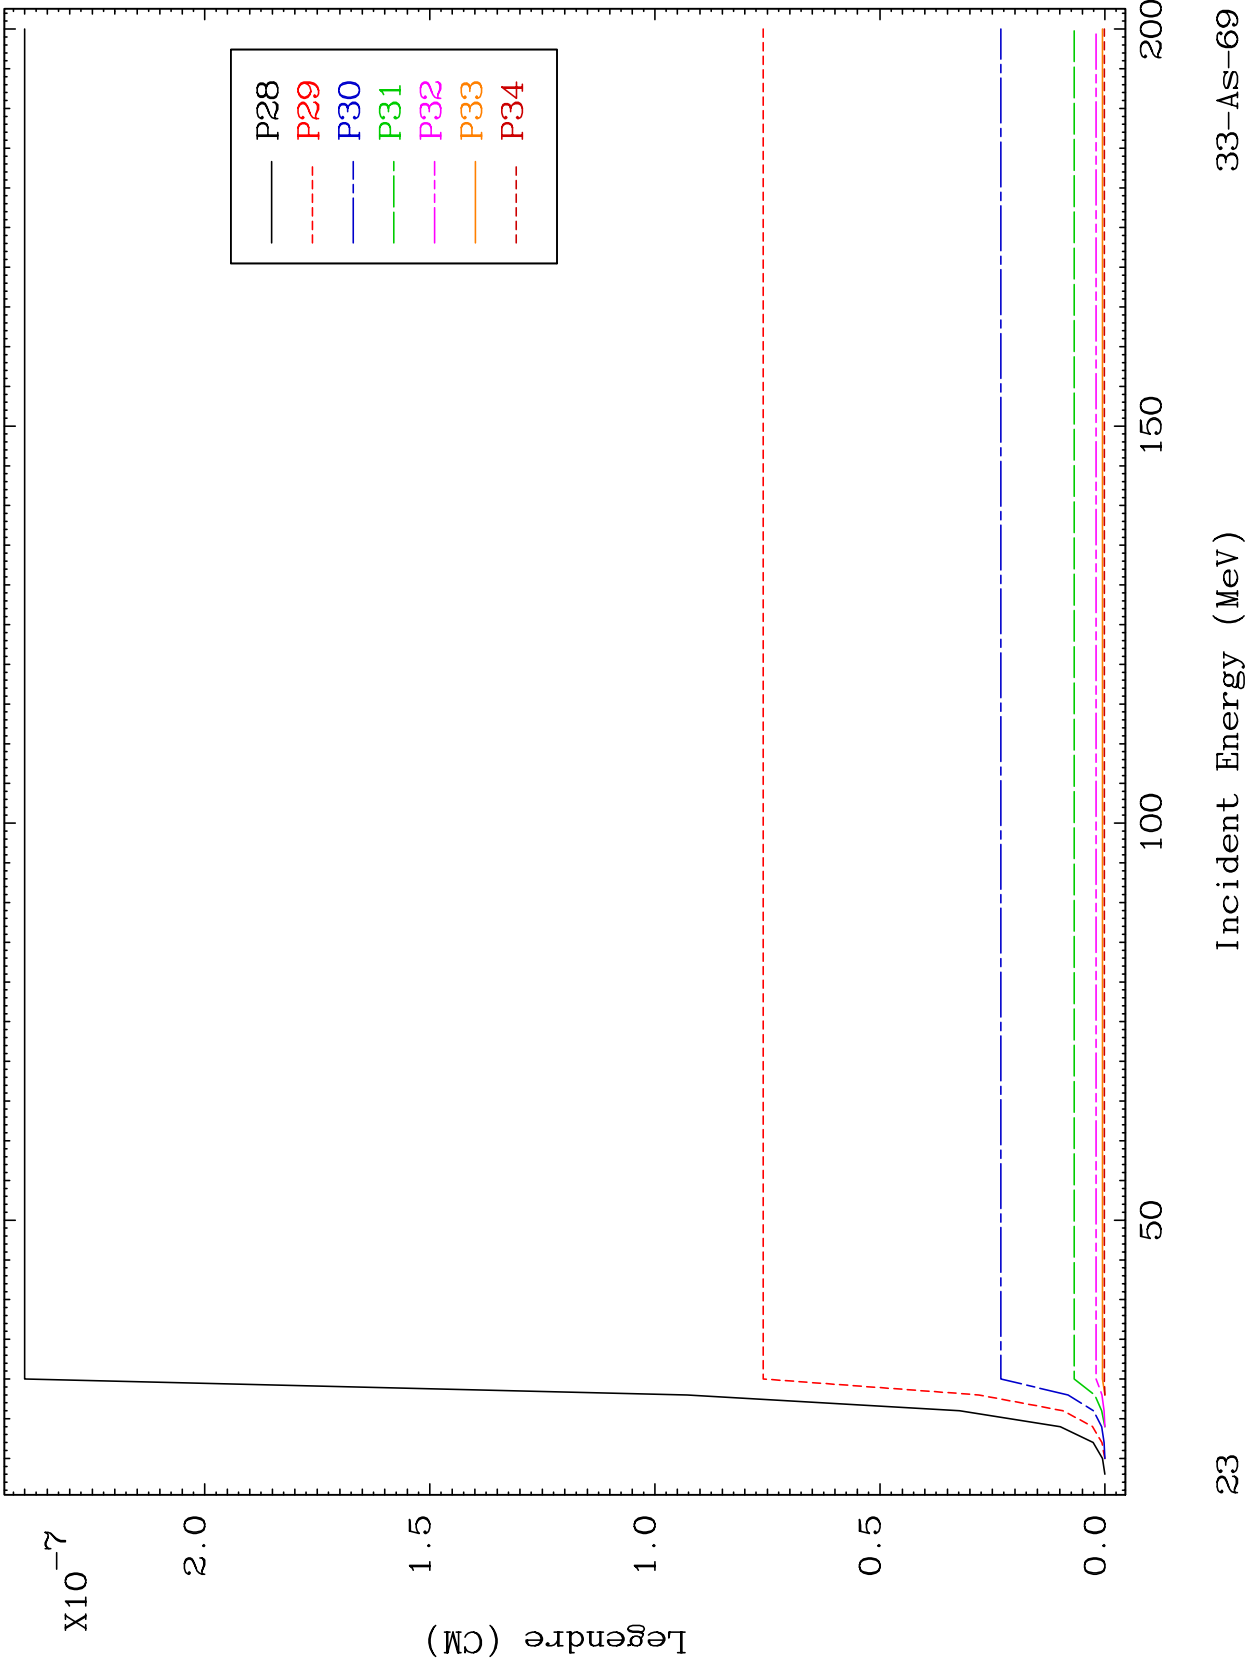 X10-7
2.0
1.5
1.0
0.5
0.0
Legendre (CM)
P28
P29
P30
P31
P32
P33
P34
50
100
150
200
Incident Energy (MeV)
23
33-As-69